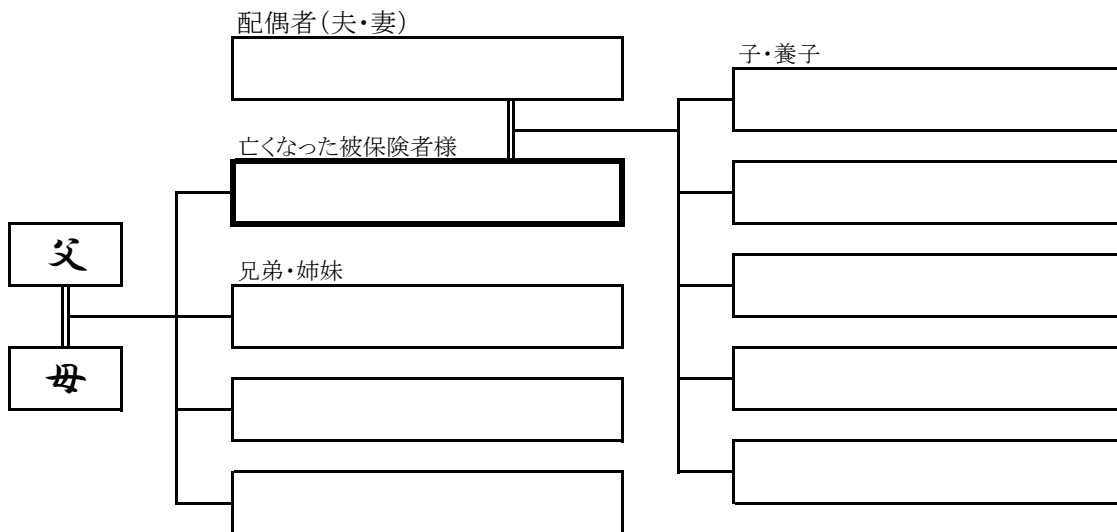 配偶者（夫・妻）
子・養子
亡くなった被保険者様
父
兄弟・姉妹
母